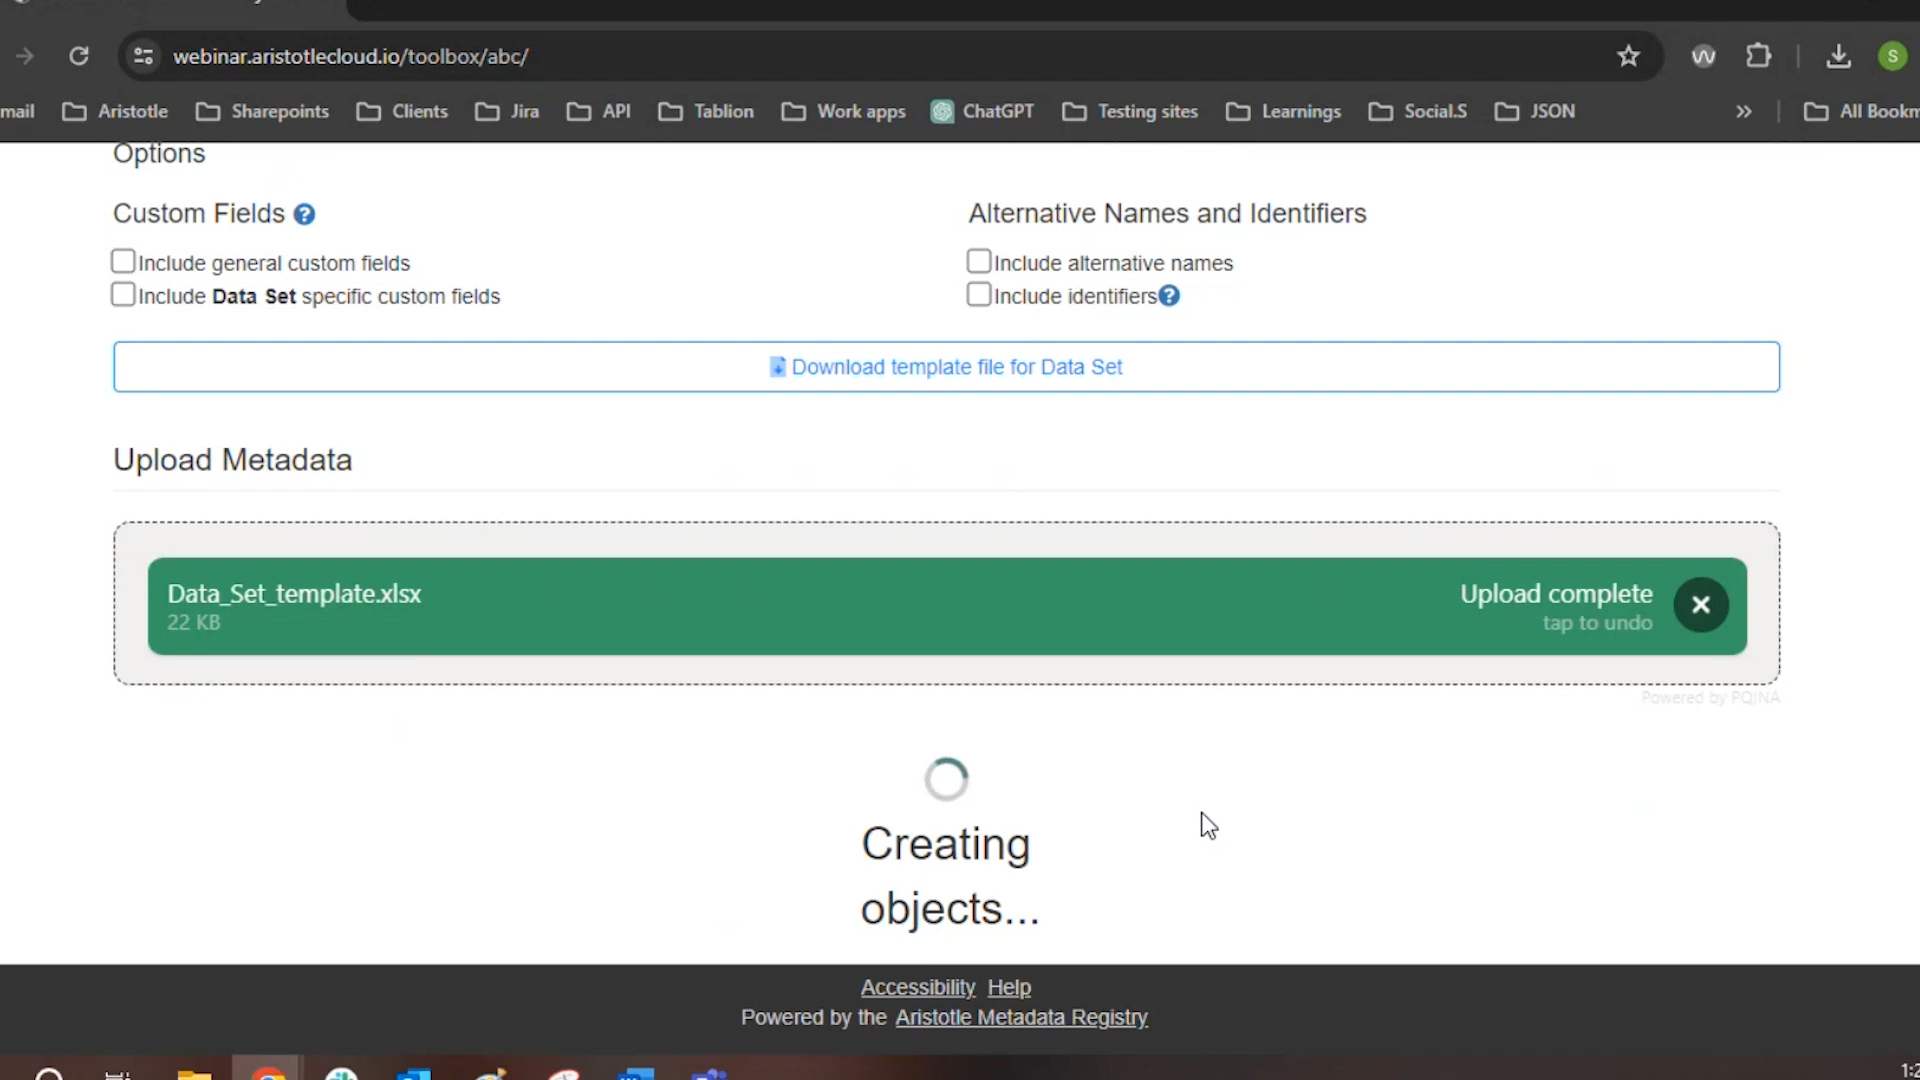 webinar.aristotlecloud.io/toolbox/abc/
S
mail Aristotle Sharepoints Clients Jira API Tablion Work apps ChatGPT Testing sites Learnings Social.S JSON » All Bookm
Options
Custom Fields ?
Alternative Names and Identifiers
Include general custom fields
Include alternative names
Include Data Set specific custom fields
Include identifiers?
Download template file for Data Set
Upload Metadata
Data_Set_template.xlsx
Upload complete
22 KB
tap to undo
Powered by PQINA
Creating
objects...
Accessibility Help
Powered by the Aristotle Metadata Registry